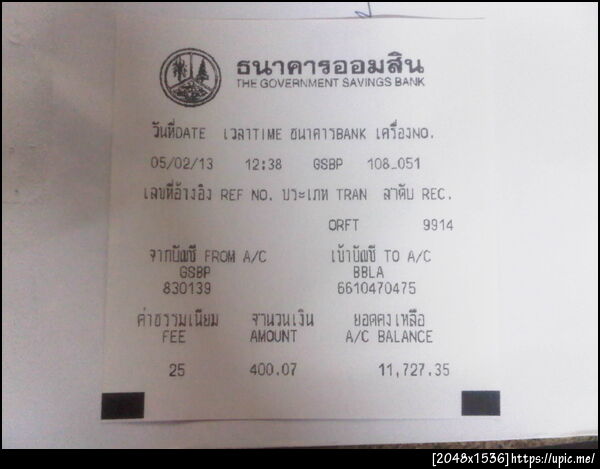 ธนาคารออมสิน
THE GOVERNMENT SAVINGS BANK
วันที่DATE เวลาTIME ธนาคารBANK เครื่องNO.
05/02/13 12:38 GSBP 108_051
เลขที่อ้างอิง REF NO. ประเภท TRAN ลำดับ REC.
ORFT 9914
จากบัญชี FROM A/C เข้าบัญชี TO A/C
GSBP BBLA
830139 6610470475
ค่าธรรมเนียม จำนวนเงิน ยอดคงเหลือ
FEE AMOUNT A/C BALANCE
25 400.07 11,727.35
[2048x1536]https://upic.me/